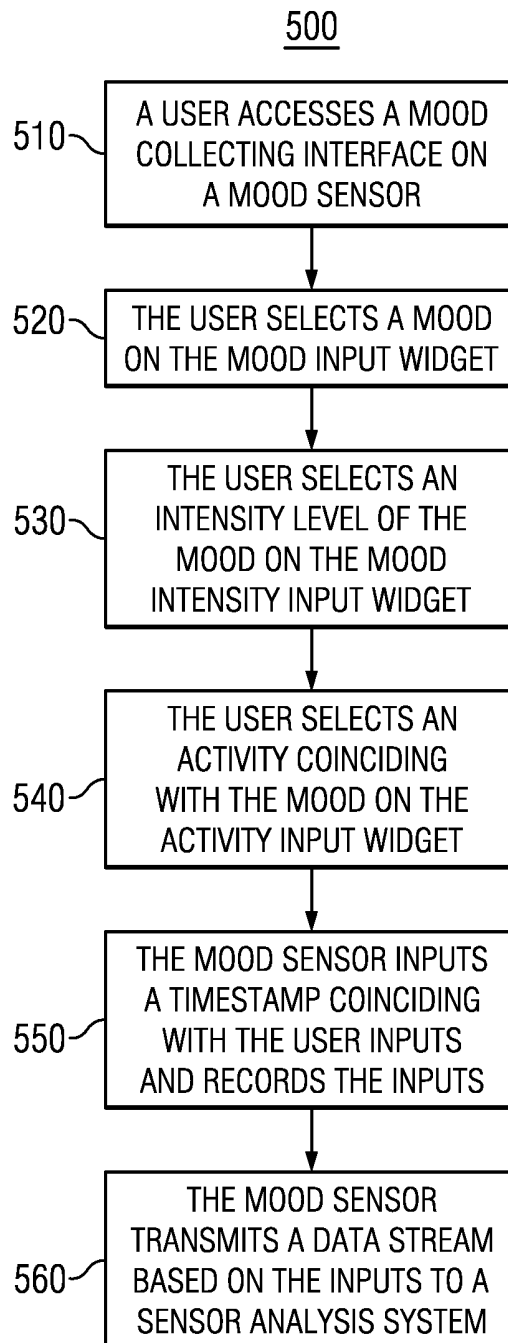 500
510
A USER ACCESSES A MOOD
COLLECTING INTERFACE ON
A MOOD SENSOR
520
THE USER SELECTS A MOOD
ON THE MOOD INPUT WIDGET
530
THE USER SELECTS AN
INTENSITY LEVEL OF THE
MOOD ON THE MOOD
INTENSITY INPUT WIDGET
540
THE USER SELECTS AN
ACTIVITY COINCIDING
WITH THE MOOD ON THE
ACTIVITY INPUT WIDGET
550
THE MOOD SENSOR INPUTS
A TIMESTAMP COINCIDING
WITH THE USER INPUTS
AND RECORDS THE INPUTS
560
THE MOOD SENSOR
TRANSMITS A DATA STREAM
BASED ON THE INPUTS TO A
SENSOR ANALYSIS SYSTEM